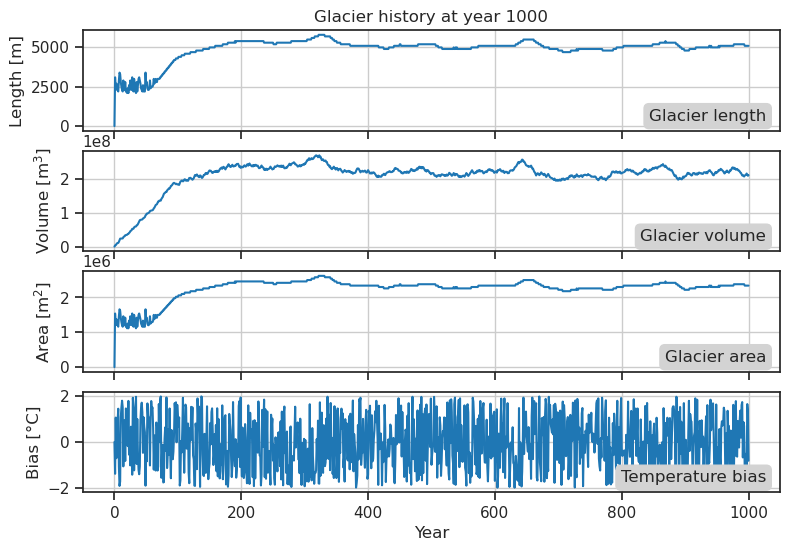 Glacier history at year 1000
Length [m]
5000
2500
0
Glacier length
1e8
Volume [m³]
2
1
0
Glacier volume
1e6
Area [m²]
2
1
0
Glacier area
Bias [°C]
2
0
−2
Temperature bias
0 200 400 600 800 1000
Year